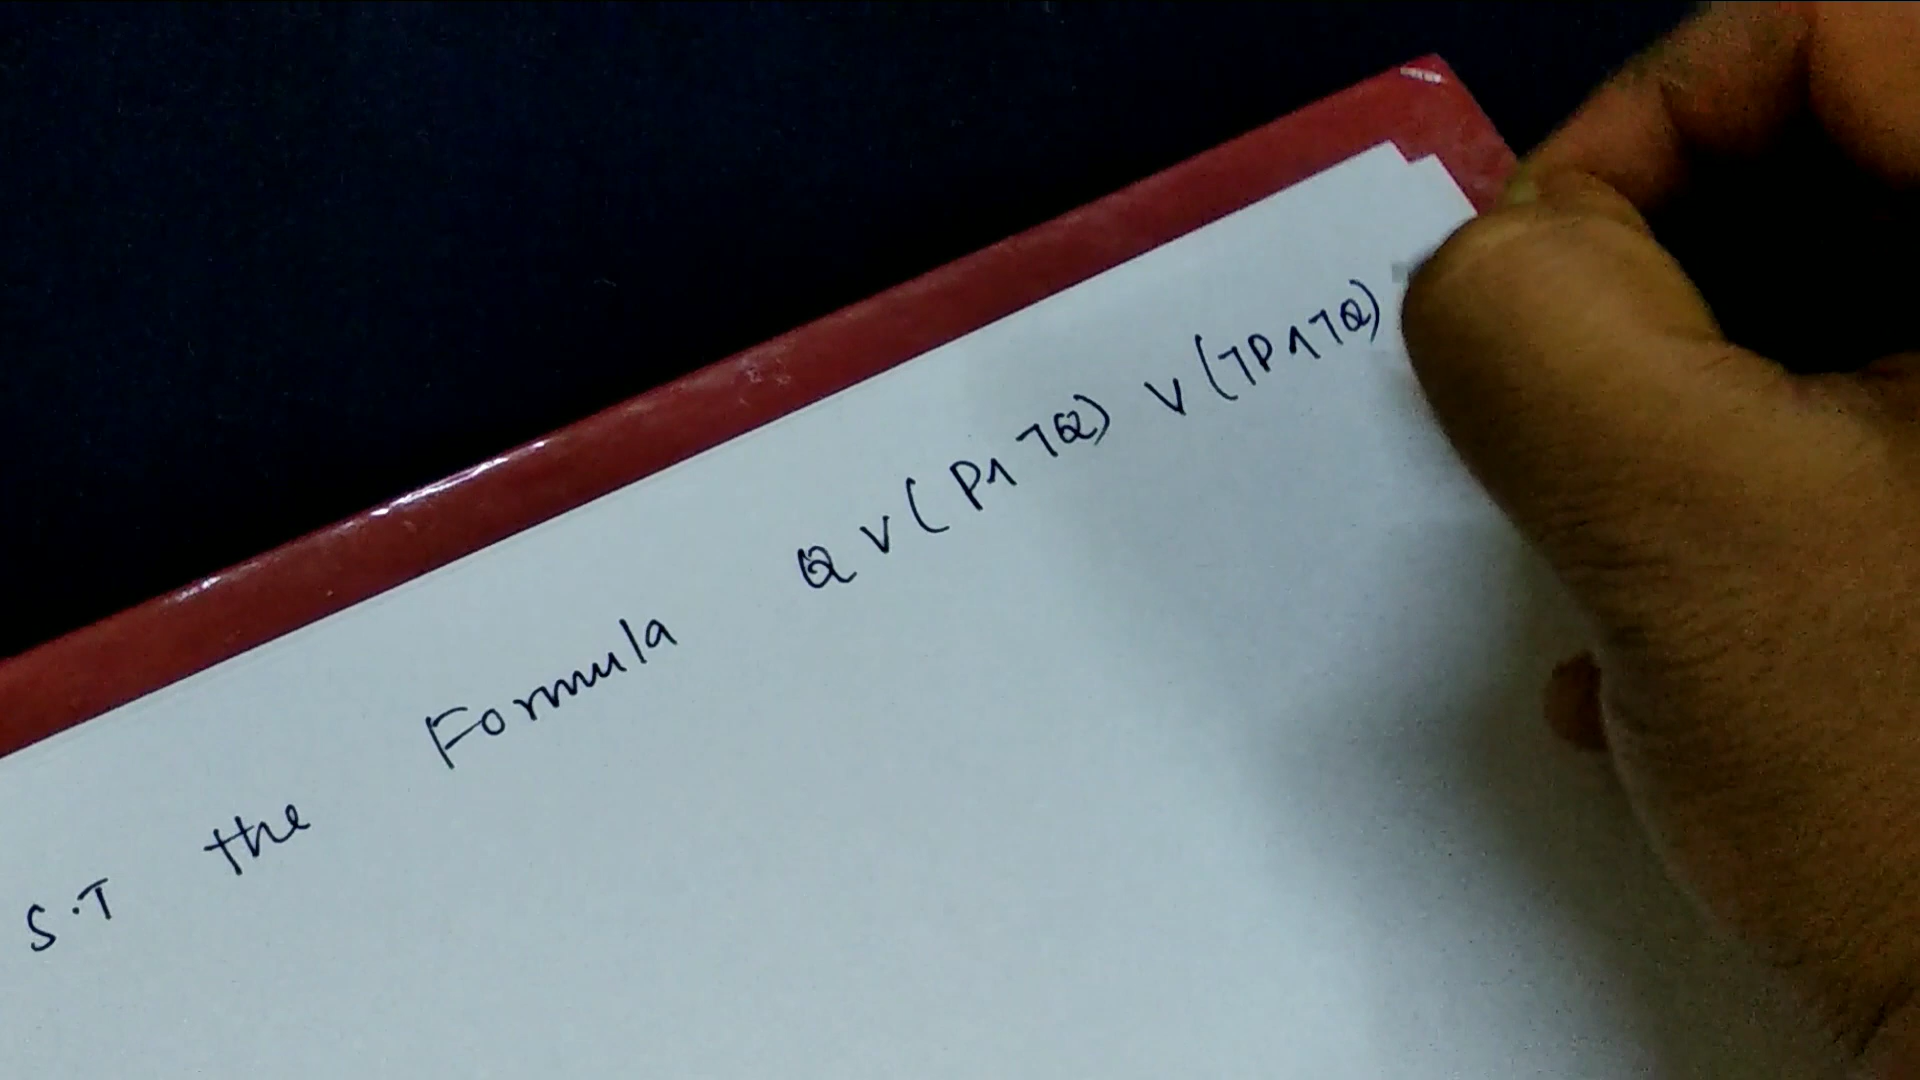 S.T the Formula Q ∨ ( P ∧ ¬Q) ∨ (¬P ∧ ¬Q)